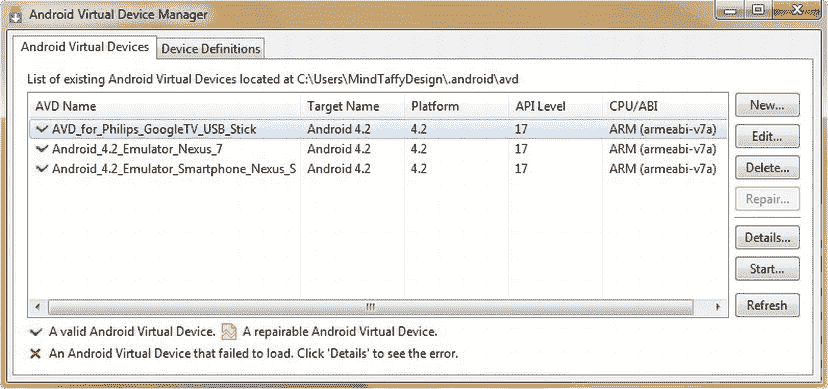 Android Virtual Device Manager
Android Virtual Devices Device Definitions
List of existing Android Virtual Devices located at C:\Users\MindTaffyDesign\.android\avd
AVD Name Target Name Platform API Level CPU/ABI
AVD_for_Philips_GoogleTV_USB_Stick Android 4.2 4.2 17 ARM (armeabi-v7a)
Android_4.2_Emulator_Nexus_7 Android 4.2 4.2 17 ARM (armeabi-v7a)
Android_4.2_Emulator_Smartphone_Nexus_S Android 4.2 4.2 17 ARM (armeabi-v7a)
New...
Edit...
Delete...
Repair...
Details...
Start...
Refresh
A valid Android Virtual Device. A repairable Android Virtual Device.
An Android Virtual Device that failed to load. Click 'Details' to see the error.